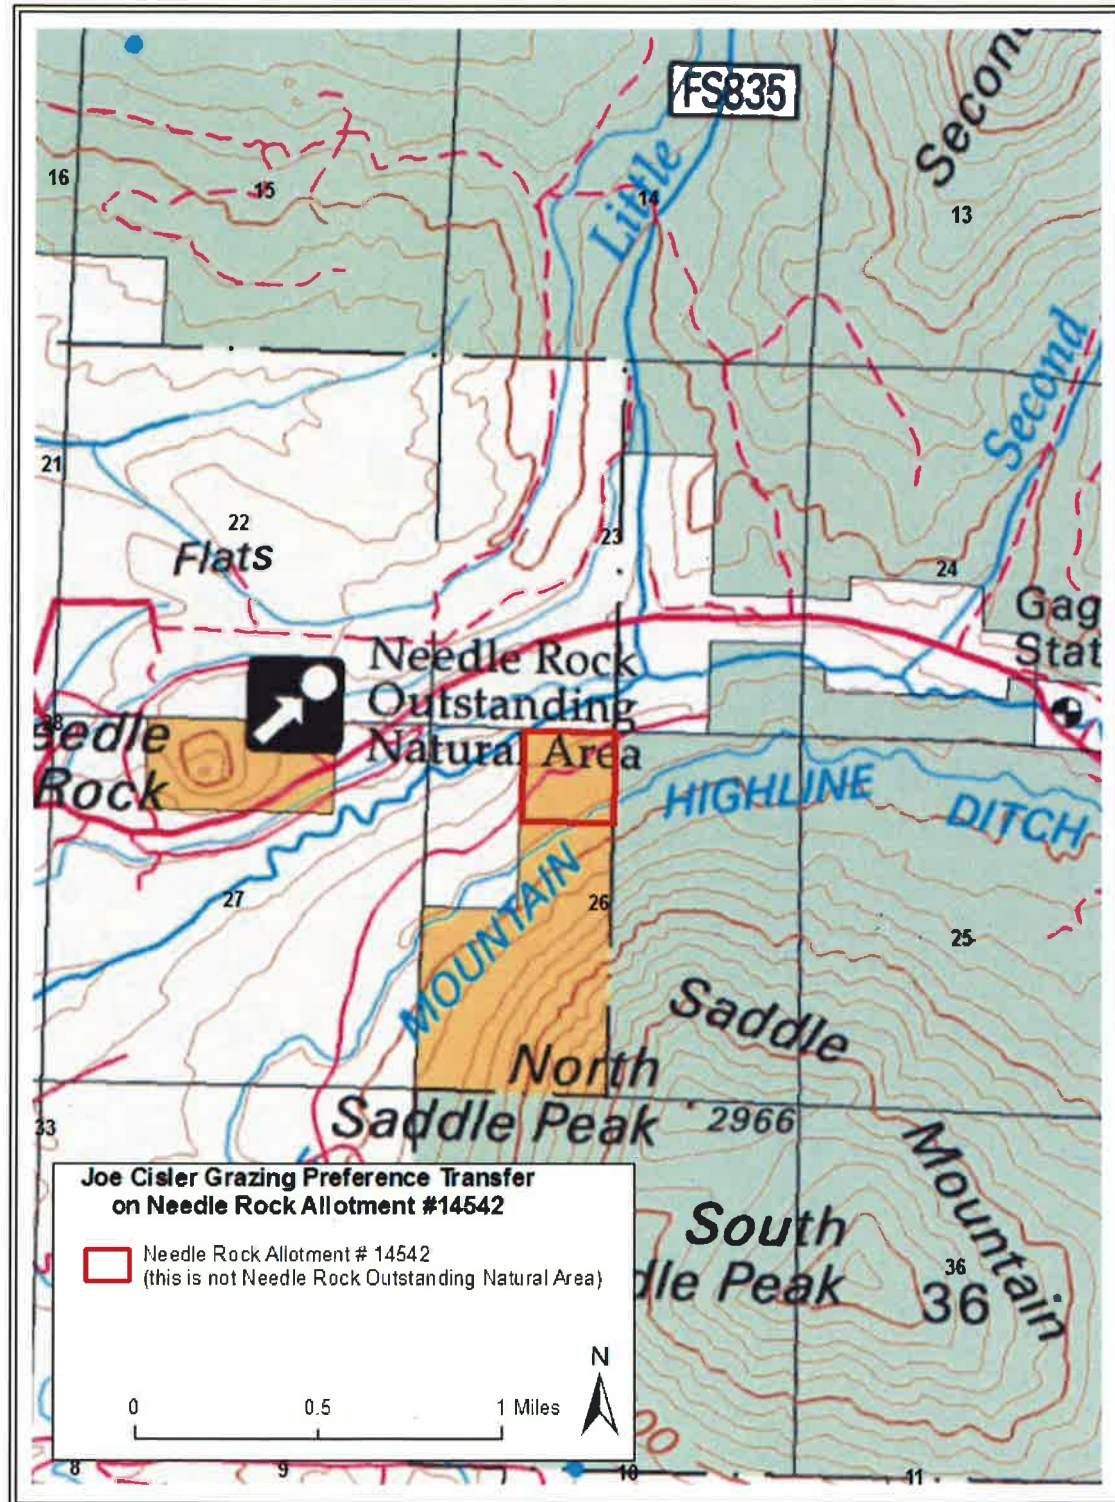 FS835
Second
Little
16
15
14
13
Second
21
22
Flats
23
24
Gag
Stat
Needle Rock
Outstanding
Natural Area
28
eedle
Rock
HIGHLINE DITCH
MOUNTAIN
27
26
25
Saddle
Mountain
North
Saddle Peak
2966
33
South
dle Peak
36
36
Joe Cisler Grazing Preference Transfer
on Needle Rock Allotment #14542
Needle Rock Allotment # 14542
(this is not Needle Rock Outstanding Natural Area)
N
0 0.5 1 Miles
00
8 9 10 11